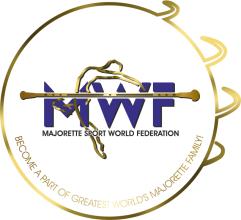 MWF
MAJORETTE SPORT WORLD FEDERATION
BECOME A PART OF GREATEST WORLD'S MAJORETTE FAMILY!